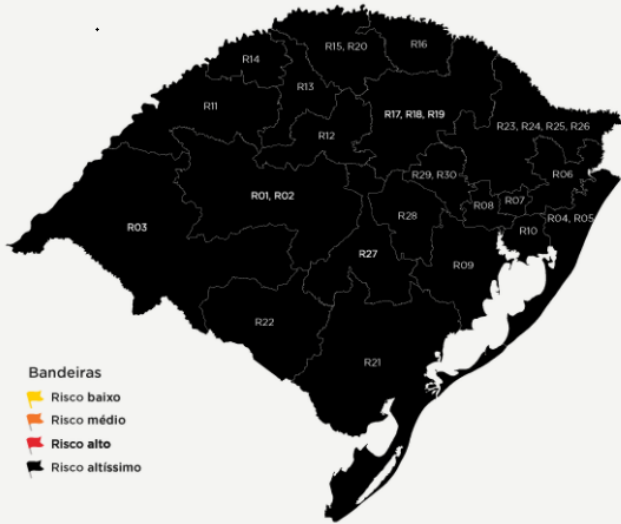 R15, R20
R16
R14
R13
R11
R17, R18, R19
R12
R23, R24, R25, R26
R29, R30
R06
R01, R02
R08
R07
R28
R04, R05
R03
R10
R27
R09
R22
R21
Bandeiras
Risco baixo
Risco médio
Risco alto
Risco altíssimo